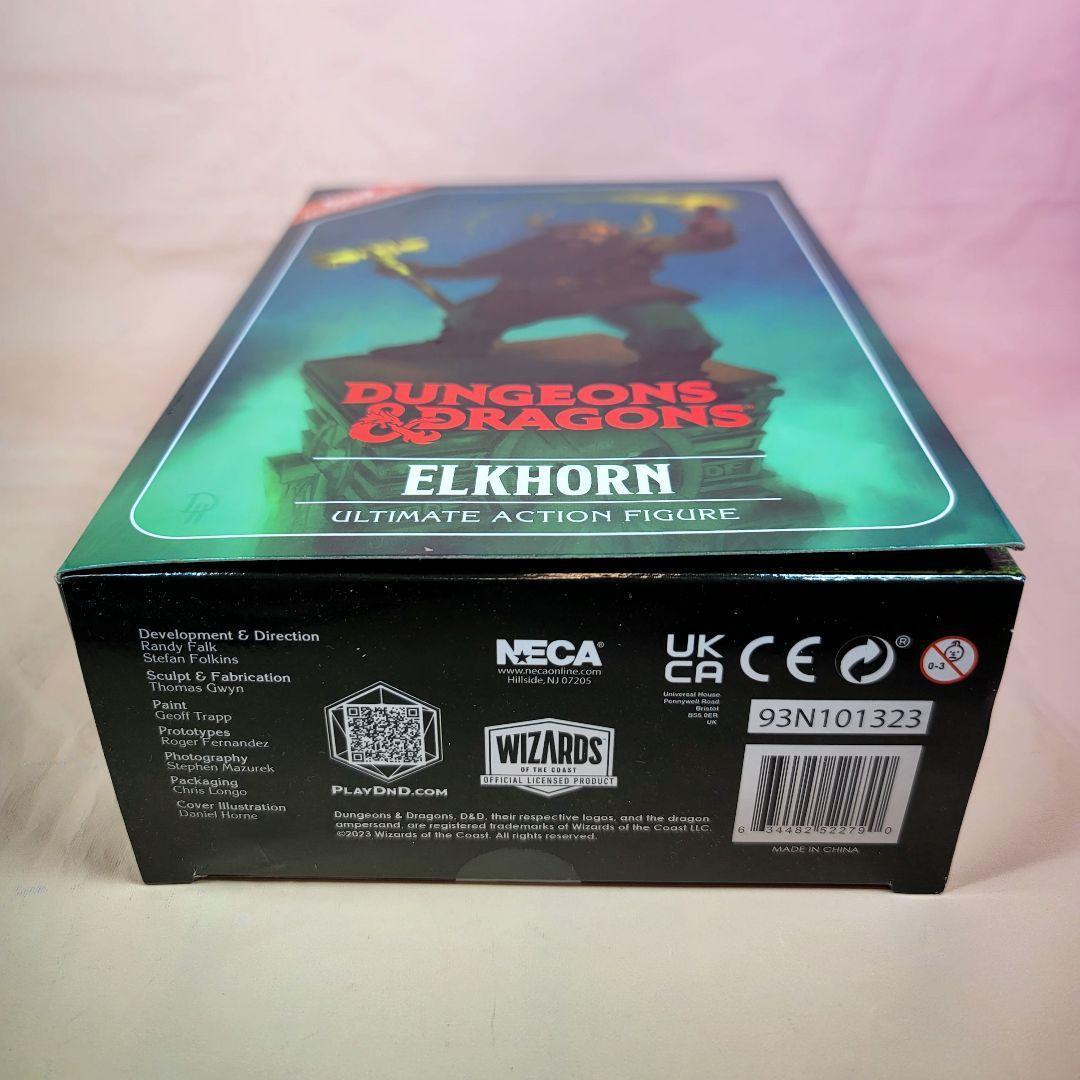 DUNGEONS
& DRAGONS®
ELKHORN
ULTIMATE ACTION FIGURE
Development & Direction
Randy Falk
Stefan Folkins
Sculpt & Fabrication
Thomas Gwyn
Paint
Geoff Trapp
Prototypes
Roger Fernandez
Photography
Stephen Mazurek
Packaging
Chris Longo
Cover Illustration
Daniel Horne
PLAYDND.COM
NECA®
www.necaonline.com
Hillside, NJ 07205
WIZARDS
OF THE COAST
OFFICIAL LICENSED PRODUCT
Dungeons & Dragons, D&D, their respective logos, and the dragon
ampersand, are registered trademarks of Wizards of the Coast LLC.
©2023 Wizards of the Coast. All rights reserved.
UK
CA
CE
®
0-3
Universal House
Pennywell Road
Bristol
BS5 0ER
UK
93N101323
6 34482 52279 0
MADE IN CHINA